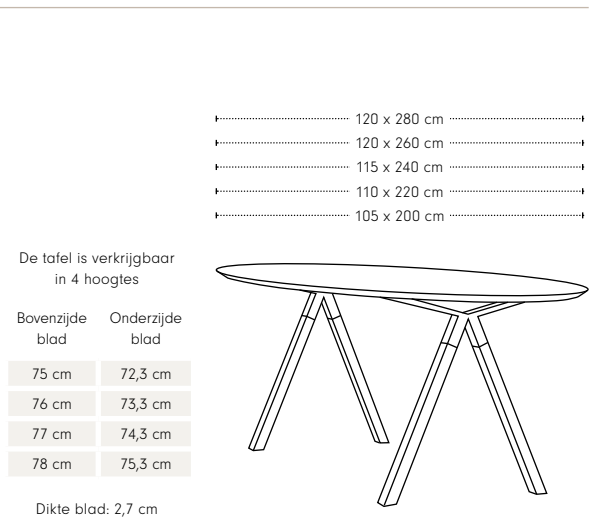 120 x 280 cm
120 x 260 cm
115 x 240 cm
110 x 220 cm
105 x 200 cm
De tafel is verkrijgbaar
in 4 hoogtes
Bovenzijde Onderzijde
blad blad
75 cm 72,3 cm
76 cm 73,3 cm
77 cm 74,3 cm
78 cm 75,3 cm
Dikte blad: 2,7 cm